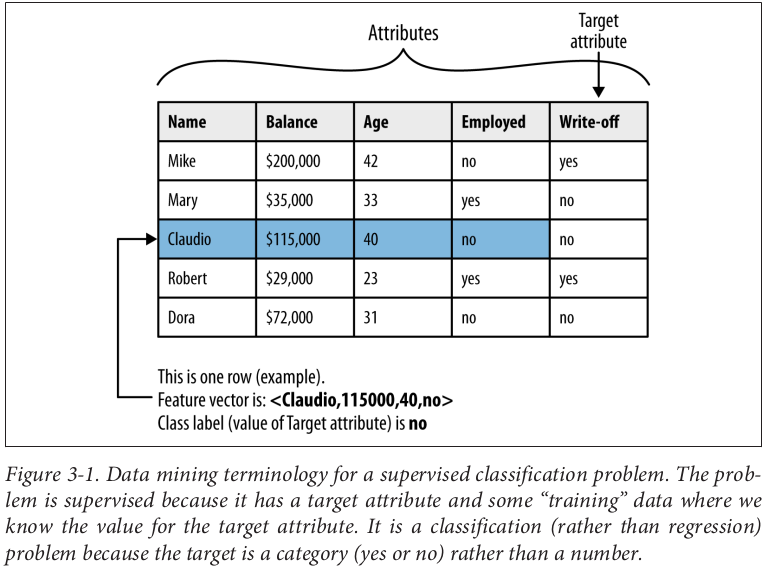 Attributes
Target
attribute
Name Balance Age Employed Write-off
Mike $200,000 42 no yes
Mary $35,000 33 yes no
Claudio $115,000 40 no no
Robert $29,000 23 yes yes
Dora $72,000 31 no no
This is one row (example).
Feature vector is: <Claudio,115000,40,no>
Class label (value of Target attribute) is no
Figure 3-1. Data mining terminology for a supervised classification problem. The prob-
lem is supervised because it has a target attribute and some “training” data where we
know the value for the target attribute. It is a classification (rather than regression)
problem because the target is a category (yes or no) rather than a number.